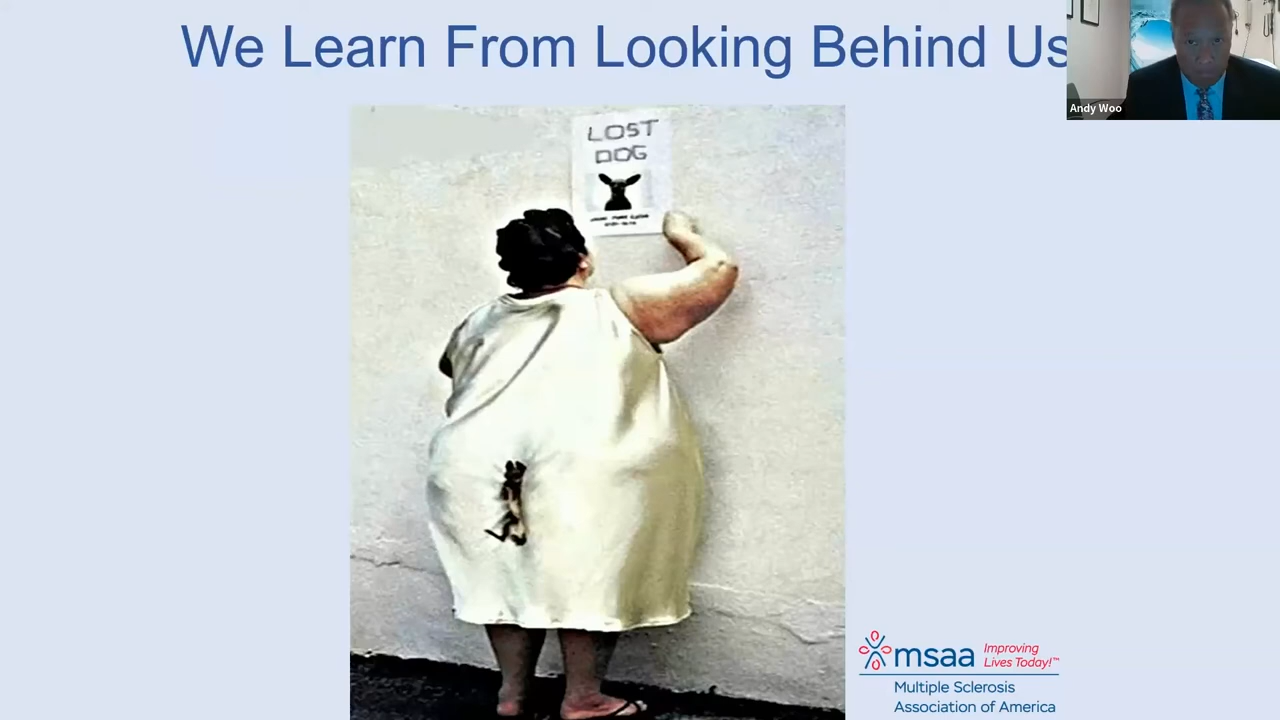 We Learn From Looking Behind Us
Andy Woo
LOST
DOG
msaa
Improving
Lives Today!™
Multiple Sclerosis
Association of America